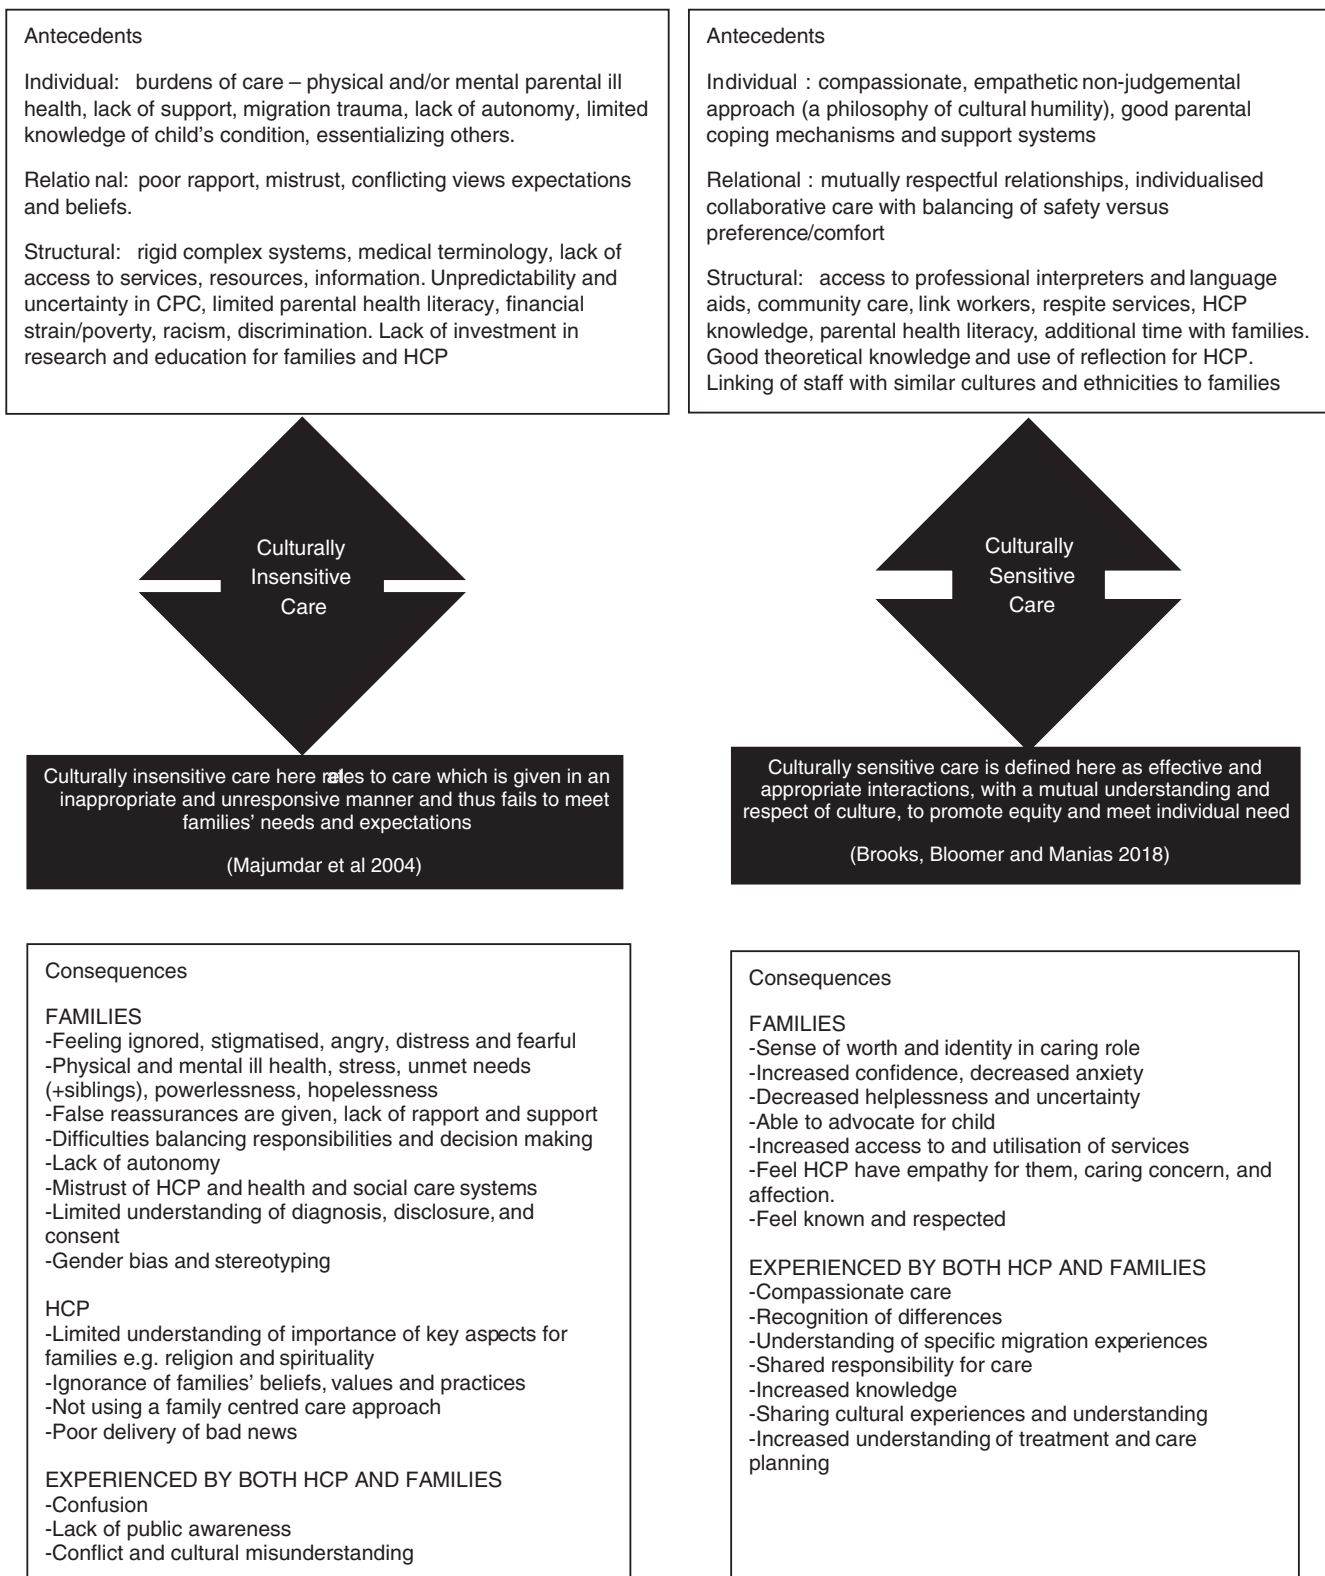 Antecedents
Individual: burdens of care – physical and/or mental parental ill
health, lack of support, migration trauma, lack of autonomy, limited
knowledge of child's condition, essentializing others.
Relatio nal: poor rapport, mistrust, conflicting views expectations
and beliefs.
Structural: rigid complex systems, medical terminology, lack of
access to services, resources, information. Unpredictability and
uncertainty in CPC, limited parental health literacy, financial
strain/poverty, racism, discrimination. Lack of investment in
research and education for families and HCP
Culturally
Insensitive
Care
Culturally insensitive care here to care which is given in an
inappropriate and unresponsive manner and thus fails to meet
families' needs and expectations
(Majumdar et al 2004)
Consequences
FAMILIES
-Feeling ignored, stigmatised, angry, distress and fearful
-Physical and mental ill health, stress, unmet needs
(+siblings), powerlessness, hopelessness
-False reassurances are given, lack of rapport and support
-Difficulties balancing responsibilities and decision making
-Lack of autonomy
-Mistrust of HCP and health and social care systems
-Limited understanding of diagnosis, disclosure, and
consent
-Gender bias and stereotyping
HCP
-Limited understanding of importance of key aspects for
families e.g. religion and spirituality
-Ignorance of families' beliefs, values and practices
-Not using a family centred care approach
-Poor delivery of bad news
EXPERIENCED BY BOTH HCP AND FAMILIES
-Confusion
-Lack of public awareness
-Conflict and cultural misunderstanding
Antecedents
Individual : compassionate, empathetic non-judgemental
approach (a philosophy of cultural humility), good parental
coping mechanisms and support systems
Relational : mutually respectful relationships, individualised
collaborative care with balancing of safety versus
preference/comfort
Structural: access to professional interpreters and language
aids, community care, link workers, respite services, HCP
knowledge, parental health literacy, additional time with families.
Good theoretical knowledge and use of reflection for HCP.
Linking of staff with similar cultures and ethnicities to families
Culturally
Sensitive
Care
Culturally sensitive care is defined here as effective and
appropriate interactions, with a mutual understanding and
respect of culture, to promote equity and meet individual need
(Brooks, Bloomer and Manias 2018)
Consequences
FAMILIES
-Sense of worth and identity in caring role
-Increased confidence, decreased anxiety
-Decreased helplessness and uncertainty
-Able to advocate for child
-Increased access to and utilisation of services
-Feel HCP have empathy for them, caring concern, and
affection.
-Feel known and respected
EXPERIENCED BY BOTH HCP AND FAMILIES
-Compassionate care
-Recognition of differences
-Understanding of specific migration experiences
-Shared responsibility for care
-Increased knowledge
-Sharing cultural experiences and understanding
-Increased understanding of treatment and care
planning